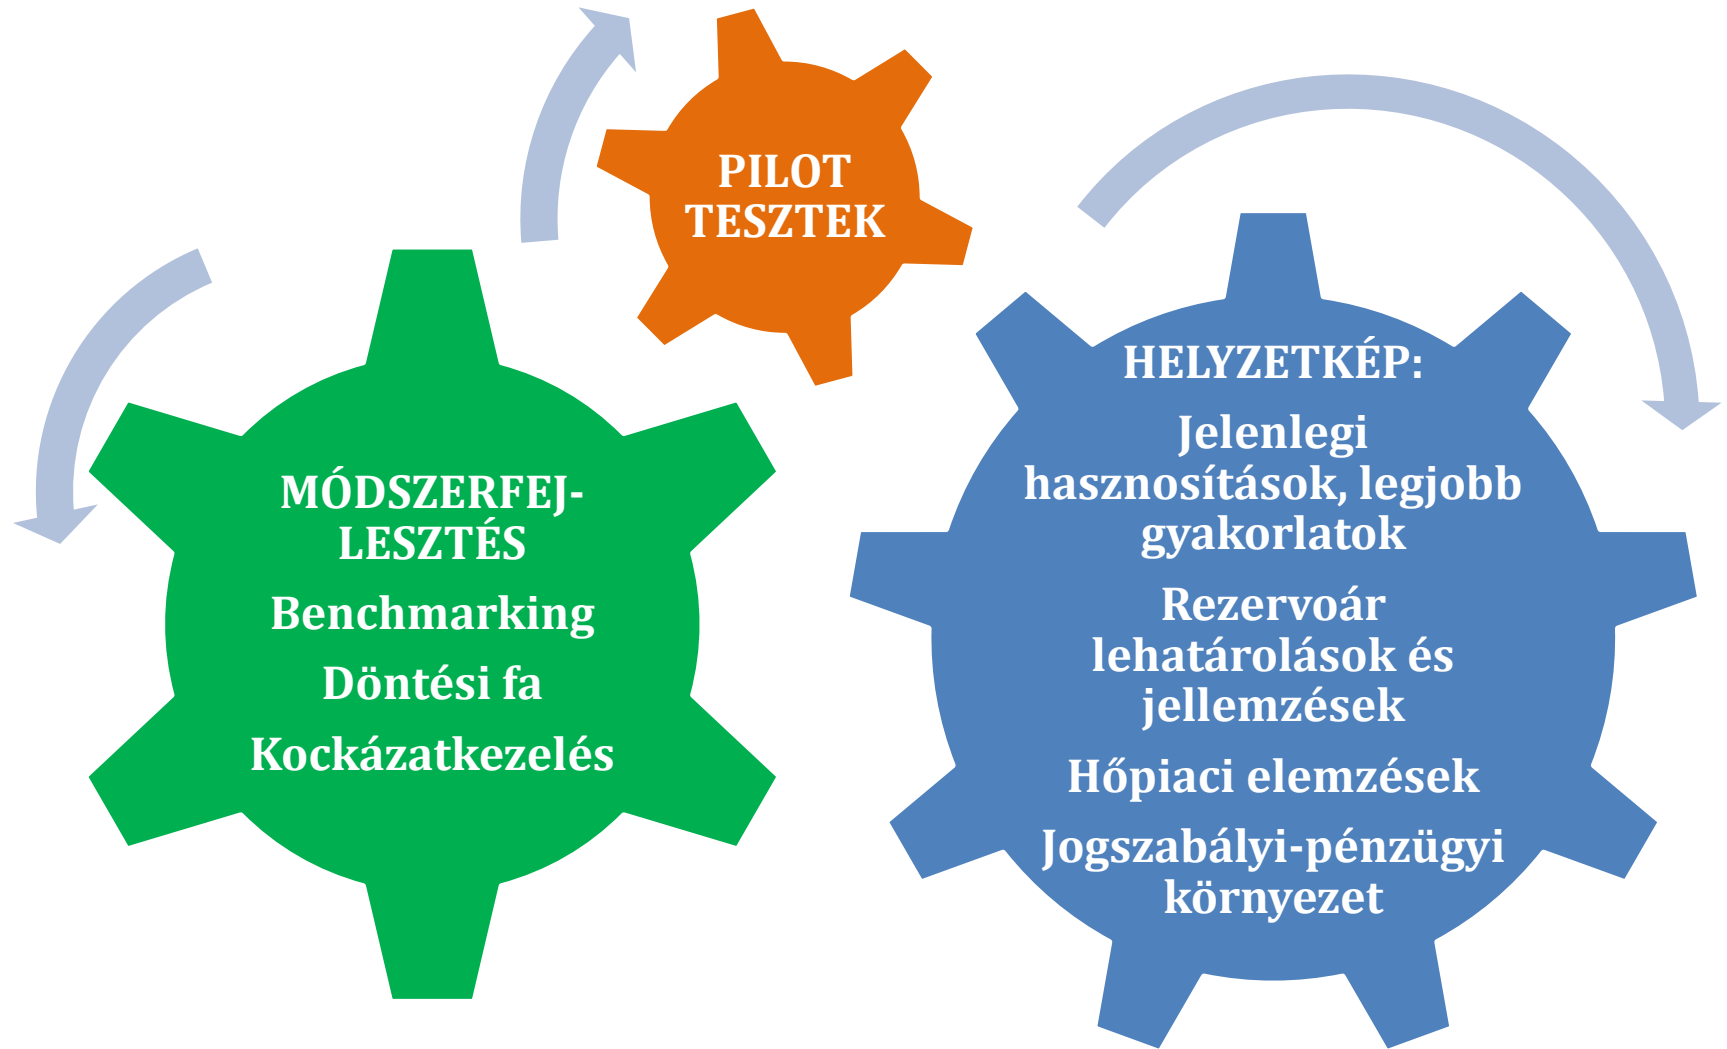 PILOT
TESZTEK
MÓDSZERFEJ-
LESZTÉS
Benchmarking
Döntési fa
Kockázatkezelés
HELYZETKÉP:
Jelenlegi
hasznosítások, legjobb
gyakorlatok
Rezervoár
lehatárolások és
jellemzések
Hőpiaci elemzések
Jogszabályi-pénzügyi
környezet